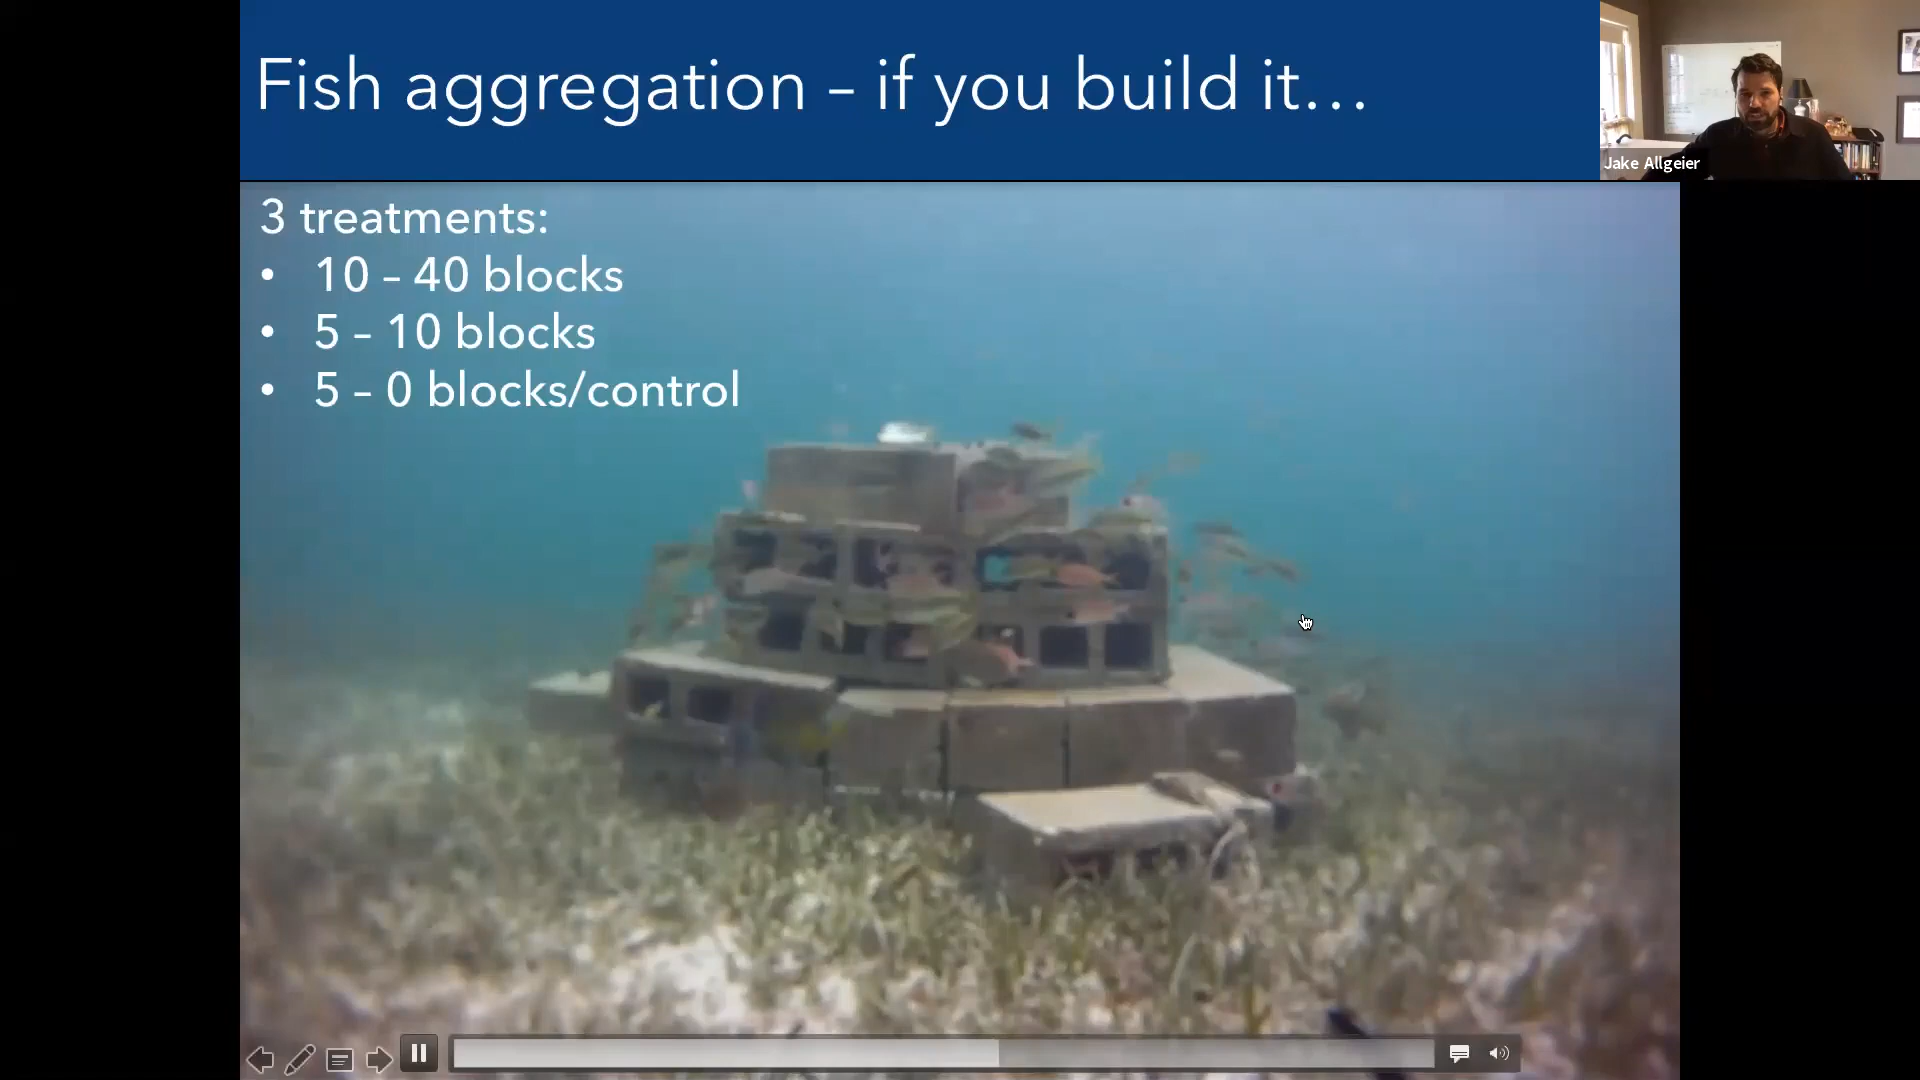 Fish aggregation – if you build it...
Jake Allgeier
3 treatments:
• 10 – 40 blocks
• 5 – 10 blocks
• 5 – 0 blocks/control